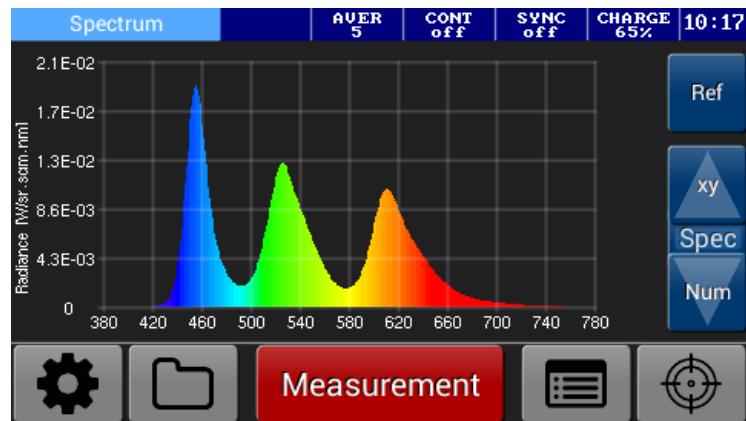 Spectrum
AVER
5
CONT
off
SYNC
off
CHARGE
65%
10:17
Radiance [W/sr.sqm.nm]
2.1E-02
1.7E-02
1.3E-02
8.6E-03
4.3E-03
0
380 420 460 500 540 580 620 660 700 740 780
Ref
xy
Spec
Num
Measurement